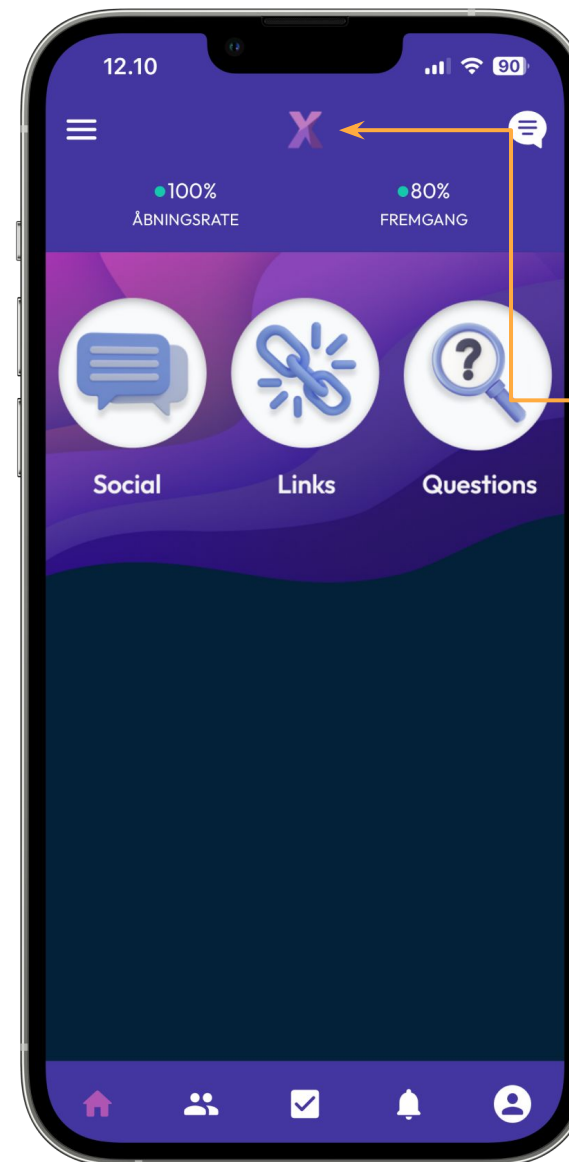 12.10
90
X
100%
80%
ÅBNINGSRATE
FREMGANG
?
Social
Links
Questions